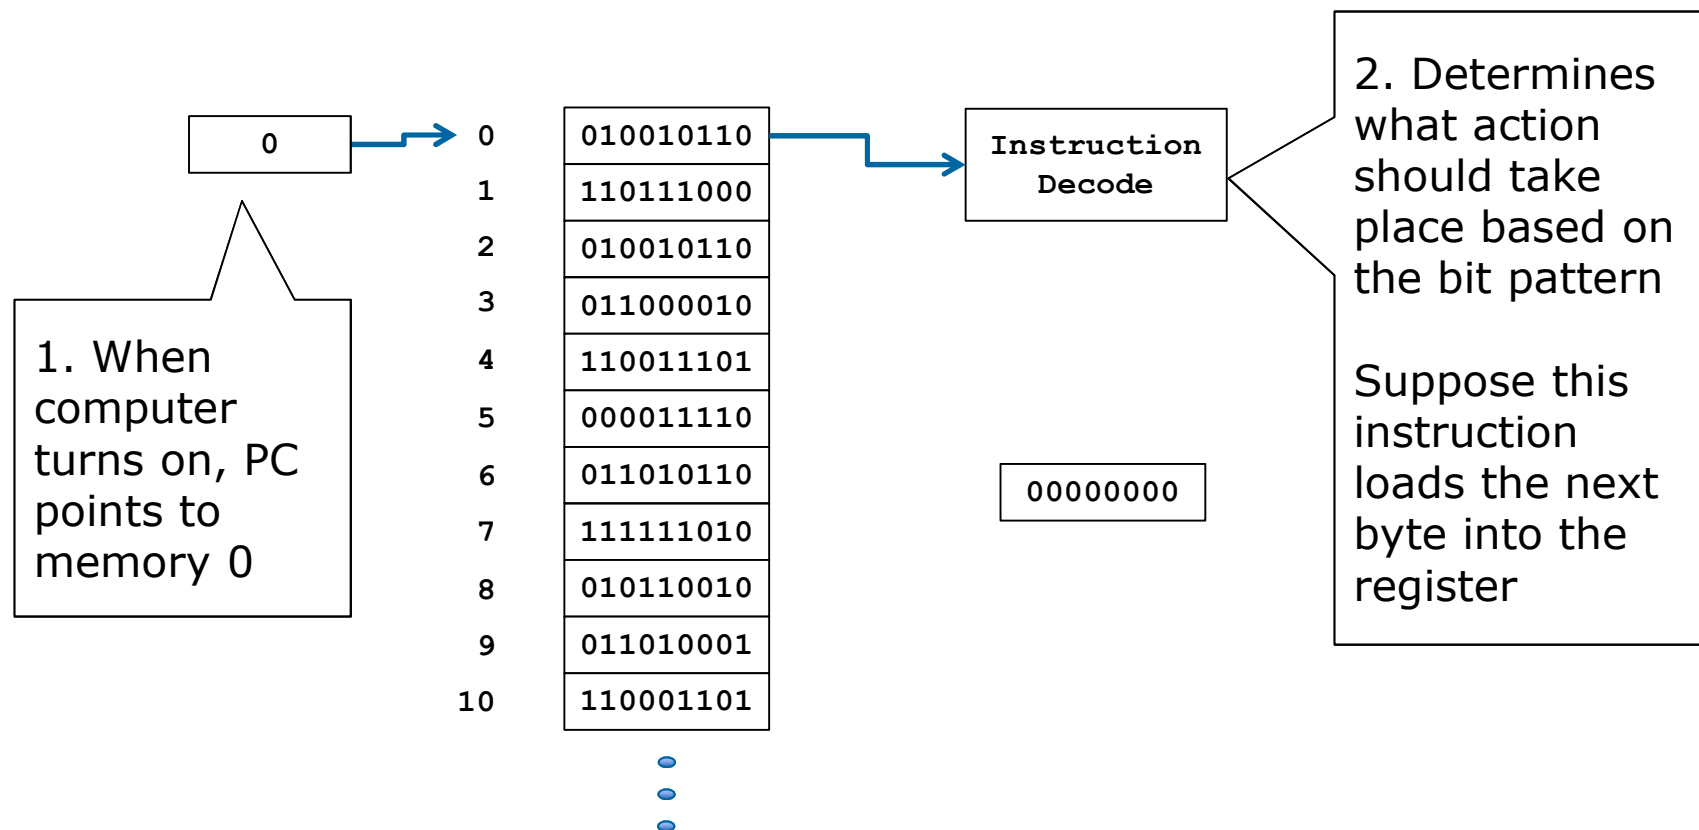 0
1. When
computer
turns on, PC
points to
memory 0
0 010010110
1 110111000
2 010010110
3 011000010
4 110011101
5 000011110
6 011010110
7 111111010
8 010110010
9 011010001
10 110001101
Instruction
Decode
00000000
2. Determines
what action
should take
place based on
the bit pattern
Suppose this
instruction
loads the next
byte into the
register